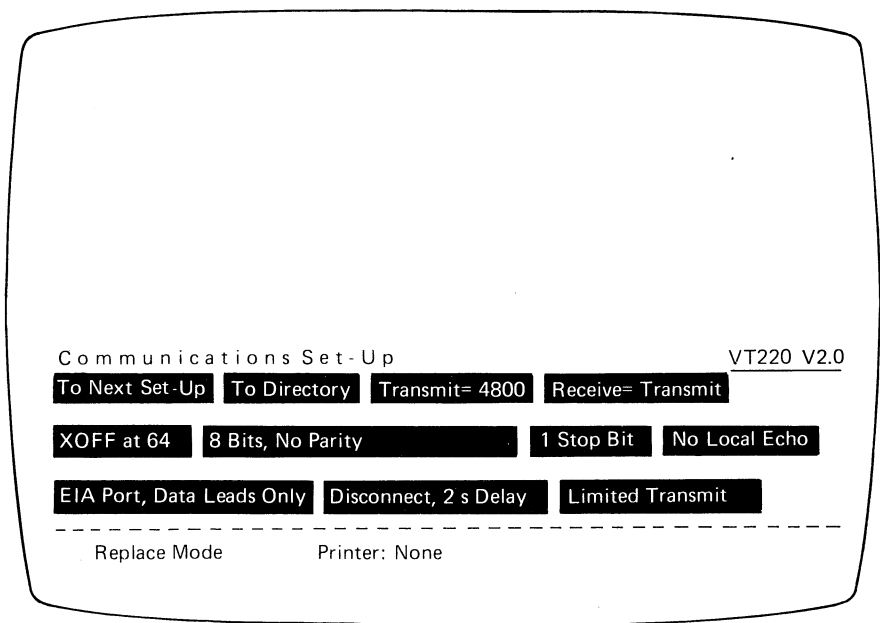 Communications Set-Up VT220 V2.0
To Next Set-Up To Directory Transmit= 4800 Receive= Transmit
XOFF at 64 8 Bits, No Parity 1 Stop Bit No Local Echo
EIA Port, Data Leads Only Disconnect, 2 s Delay Limited Transmit
Replace Mode Printer: None